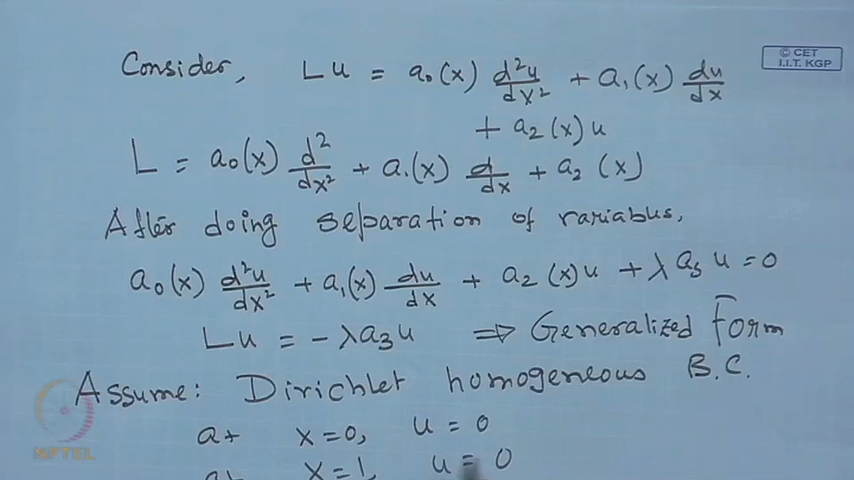 Consider, Lu = a₀(x) d²u/dx² + a₁(x) du/dx
+ a₂(x)u
© CET
I.I.T. KGP
L = a₀(x) d²/dx² + a₁(x) d/dx + a₂(x)
After doing separation of variables,
a₀(x) d²u/dx² + a₁(x) du/dx + a₂(x)u + λa₃u = 0
Lu = -λa₃u ⇒ Generalized Form
Assume: Dirichlet homogeneous B.C.
at x=0, u = 0
at x=1, u = 0
NPTEL